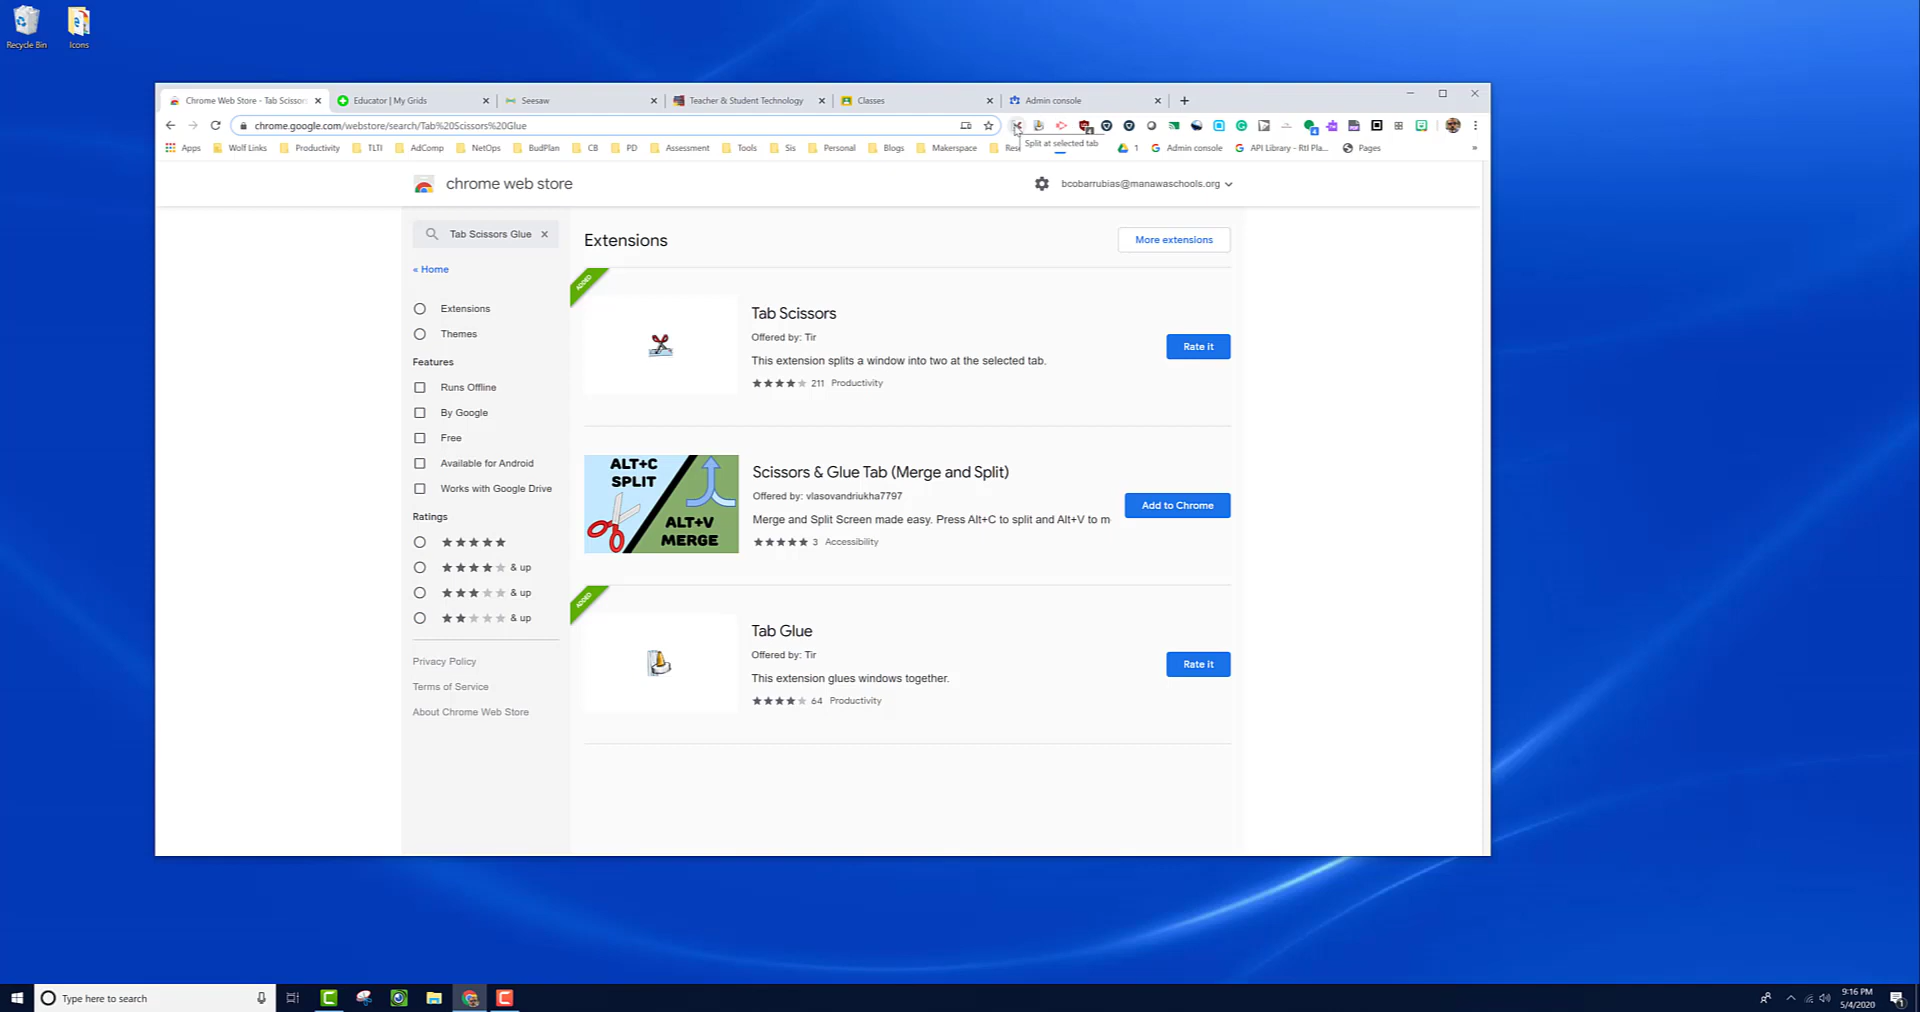 Recycle Bin
Icons
Chrome Web Store - Tab Scissors
Educator | My Grids
Seesaw
Teacher & Student Technology
Classes
Admin console
chrome.google.com/webstore/search/Tab%20Scissors%20Glue
Split at selected tab
Apps
Wolf Links
Productivity
TLTI
AdComp
NetOps
BudPlan
CB
PD
Assessment
Tools
Sis
Personal
Blogs
Makerspace
1
Admin console
API Library - RtI Pla...
Pages
chrome web store
bcobarrubias@manawaschools.org
Tab Scissors Glue
« Home
Extensions
Themes
Features
Runs Offline
By Google
Free
Available for Android
Works with Google Drive
Ratings
& up
& up
& up
Privacy Policy
Terms of Service
About Chrome Web Store
Extensions
More extensions
ADDED
Tab Scissors
Offered by: Tir
This extension splits a window into two at the selected tab.
211 Productivity
Rate it
ALT+C
SPLIT
ALT+V
MERGE
Scissors & Glue Tab (Merge and Split)
Offered by: vlasovandriukha7797
Merge and Split Screen made easy. Press Alt+C to split and Alt+V to m
3 Accessibility
Add to Chrome
ADDED
Tab Glue
Offered by: Tir
This extension glues windows together.
64 Productivity
Rate it
Type here to search
9:16 PM
5/4/2020